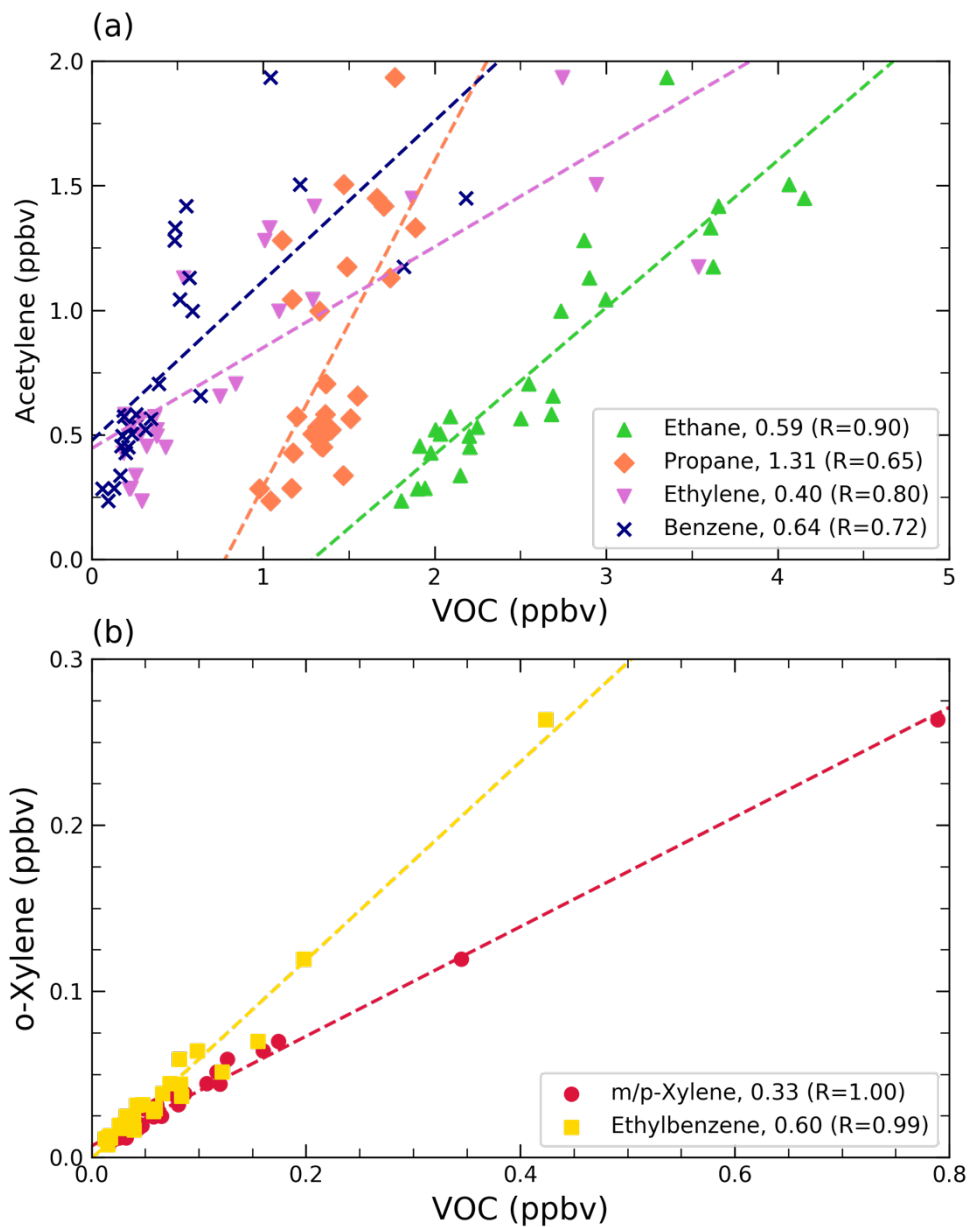 (a)
2.0
1.5
1.0
0.5
0.0
Acetylene (ppbv)
Ethane, 0.59 (R=0.90)
Propane, 1.31 (R=0.65)
Ethylene, 0.40 (R=0.80)
Benzene, 0.64 (R=0.72)
0 1 2 3 4 5
VOC (ppbv)
(b)
0.3
0.2
0.1
0.0
o-Xylene (ppbv)
m/p-Xylene, 0.33 (R=1.00)
Ethylbenzene, 0.60 (R=0.99)
0.0 0.2 0.4 0.6 0.8
VOC (ppbv)